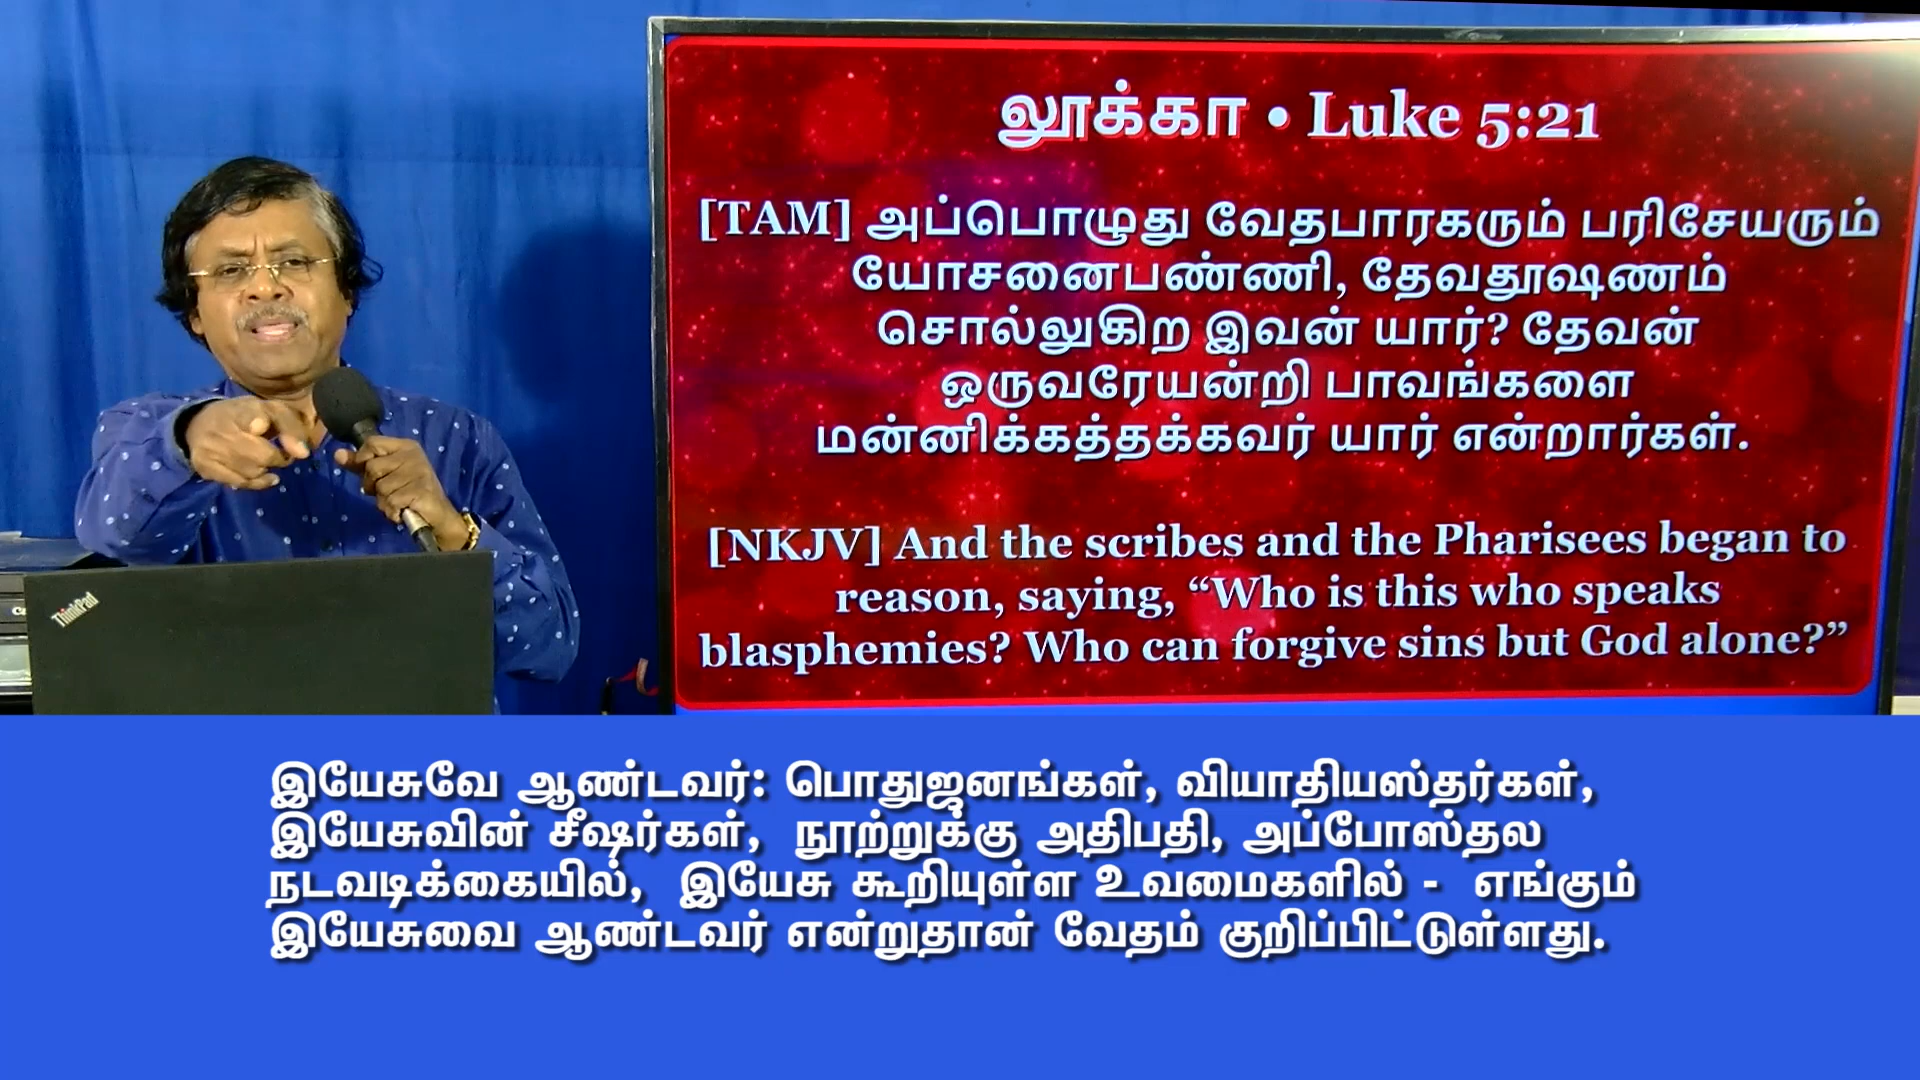 லூக்கா • Luke 5:21
[TAM] அப்பொழுது வேதபாரகரும் பரிசேயரும்
யோசனைபண்ணி, தேவதூஷணம்
சொல்லுகிற இவன் யார்? தேவன்
ஒருவரேயன்றி பாவங்களை
மன்னிக்கத்தக்கவர் யார் என்றார்கள்.
[NKJV] And the scribes and the Pharisees began to
reason, saying, “Who is this who speaks
blasphemies? Who can forgive sins but God alone?”
ThinkPad
இயேசுவே ஆண்டவர்: பொதுஜனங்கள், வியாதியஸ்தர்கள்,
இயேசுவின் சீஷர்கள், நூற்றுக்கு அதிபதி, அப்போஸ்தல
நடவடிக்கையில், இயேசு கூறியுள்ள உவமைகளில் - எங்கும்
இயேசுவை ஆண்டவர் என்றுதான் வேதம் குறிப்பிட்டுள்ளது.